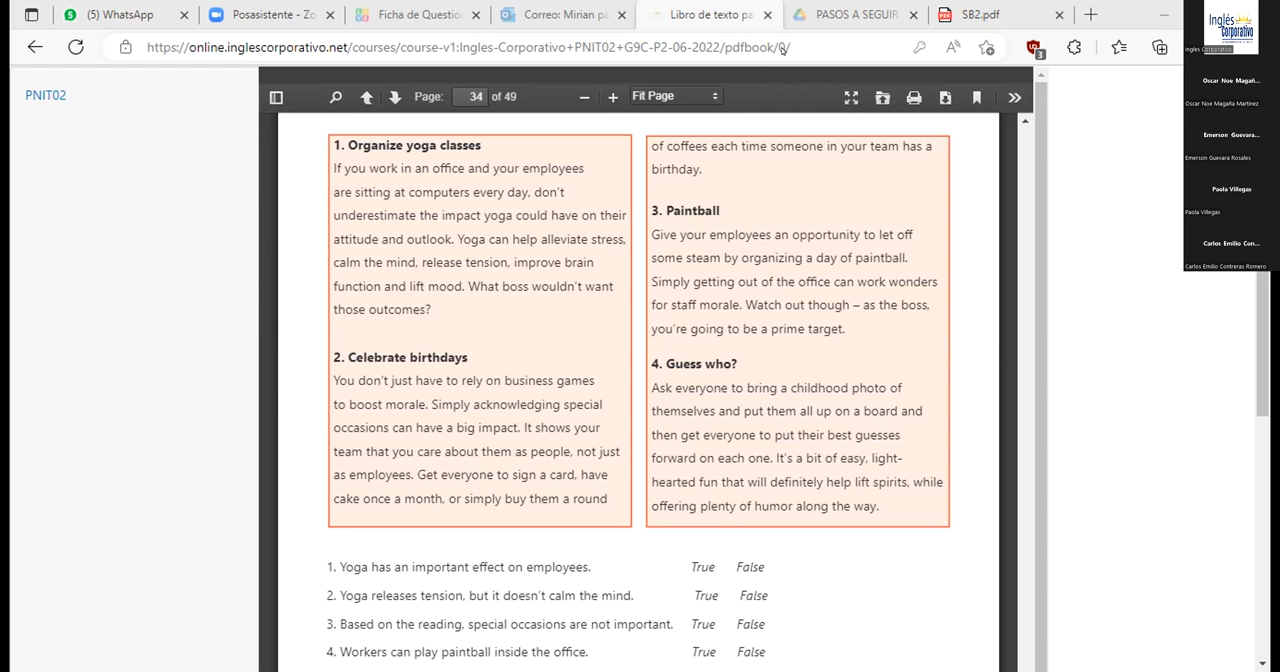 (5) WhatsApp
Posasistente - Zo
Ficha de Questio
Correo: Mirian pa
Libro de texto pa
PASOS A SEGUIR
SB2.pdf
https://online.inglescorporativo.net/courses/course-v1:Ingles-Corporativo+PNIT02+G9C-P2-06-2022/pdfbook/0/
3
PNIT02
Page: 34 of 49
Fit Page
1. Organize yoga classes
If you work in an office and your employees
are sitting at computers every day, don't
underestimate the impact yoga could have on their
attitude and outlook. Yoga can help alleviate stress,
calm the mind, release tension, improve brain
function and lift mood. What boss wouldn't want
those outcomes?
2. Celebrate birthdays
You don't just have to rely on business games
to boost morale. Simply acknowledging special
occasions can have a big impact. It shows your
team that you care about them as people, not just
as employees. Get everyone to sign a card, have
cake once a month, or simply buy them a round
of coffees each time someone in your team has a
birthday.
3. Paintball
Give your employees an opportunity to let off
some steam by organizing a day of paintball.
Simply getting out of the office can work wonders
for staff morale. Watch out though – as the boss,
you're going to be a prime target.
4. Guess who?
Ask everyone to bring a childhood photo of
themselves and put them all up on a board and
then get everyone to put their best guesses
forward on each one. It's a bit of easy, light-
hearted fun that will definitely help lift spirits, while
offering plenty of humor along the way.
1. Yoga has an important effect on employees. True False
2. Yoga releases tension, but it doesn't calm the mind. True False
3. Based on the reading, special occasions are not important. True False
4. Workers can play paintball inside the office. True False
Inglés
Corporativo
Ingles Corporativo
Oscar Noe Magañ...
Oscar Noe Magaña Martinez
Emerson Guevara...
Emerson Guevara Rosales
Paola Villegas
Paola Villegas
Carlos Emilio Con...
Carlos Emilio Contreras Romero